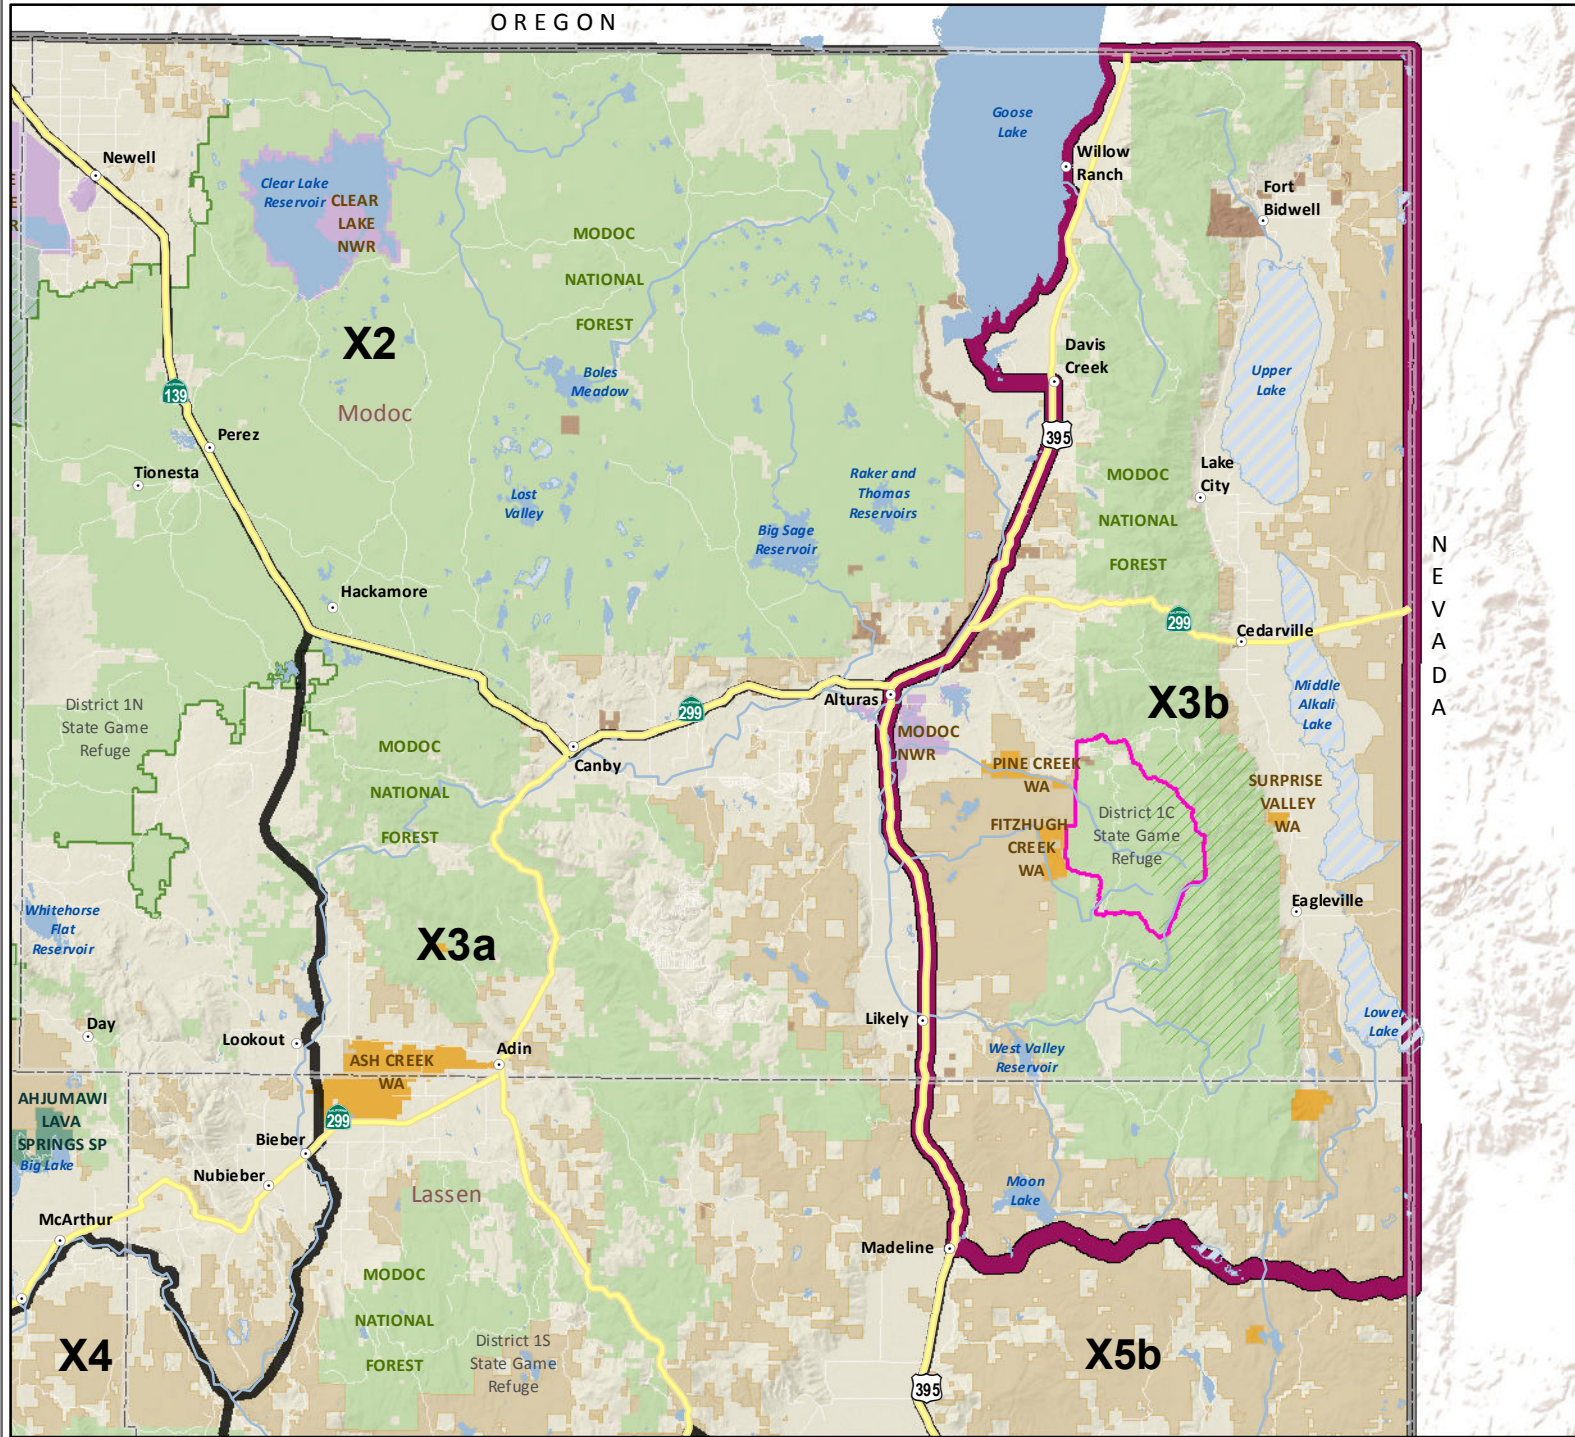 OREGON
Goose
Lake
Newell
Willow
Ranch
Clear Lake
Reservoir
CLEAR
LAKE
NWR
Fort
Bidwell
E
E
R
MODOC
NATIONAL
FOREST
X2
Davis
Creek
Boles
Meadow
Upper
Lake
139
Modoc
Perez
395
Tionesta
Lake
City
MODOC
NATIONAL
FOREST
Raker and
Thomas
Reservoirs
Lost
Valley
Big Sage
Reservoir
N
E
V
A
D
A
Hackamore
299
Cedarville
District 1N
State Game
Refuge
Alturas
299
X3b
Middle
Alkali
Lake
MODOC
NWR
MODOC
NATIONAL
FOREST
Canby
PINE CREEK
WA
SURPRISE
VALLEY
WA
District 1C
State Game
Refuge
FITZHUGH
CREEK
WA
Eagleville
Whitehorse
Flat
Reservoir
X3a
Day
Lookout
Likely
Lower
Lake
Adin
West Valley
Reservoir
ASH CREEK
WA
AHJUMAWI
LAVA
SPRINGS SP
Big Lake
299
Bieber
Nubieber
Lassen
Moon
Lake
McArthur
Madeline
MODOC
NATIONAL
FOREST
X4
District 1S
State Game
Refuge
X5b
395